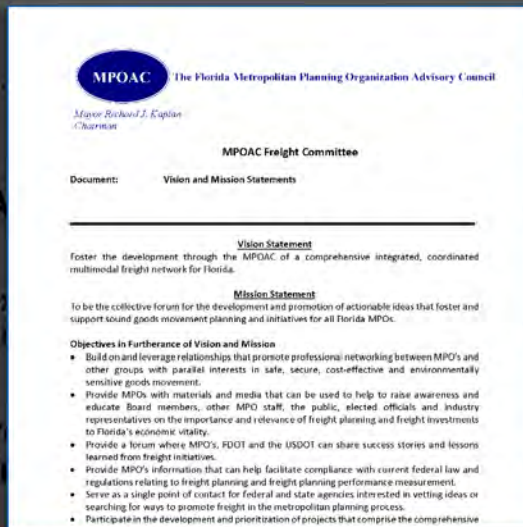 MPOAC The Florida Metropolitan Planning Organization Advisory Council
Mayor Richard J. Kaplan
Chairman
MPOAC Freight Committee
Document: Vision and Mission Statements
Vision Statement
Foster the development through the MPOAC of a comprehensive integrated, coordinated
multimodal freight network for Florida.
Mission Statement
To be the collective forum for the development and promotion of actionable ideas that foster and
support sound goods movement planning and initiatives for all Florida MPOs.
Objectives in Furtherance of Vision and Mission
• Build on and leverage relationships that promote professional networking between MPO's and
other groups with parallel interests in safe, secure, cost-effective and environmentally
sensitive goods movement.
• Provide MPOs with materials and media that can be used to help to raise awareness and
educate Board members, other MPO staff, the public, elected officials and industry
representatives on the importance and relevance of freight planning and freight investments
to Florida's economic vitality.
• Provide a forum where MPO's, FDOT and the USDOT can share success stories and lessons
learned from freight initiatives.
• Provide MPO's information that can help facilitate compliance with current federal law and
regulations relating to freight planning and freight planning performance measurement.
• Serve as a single point of contact for federal and state agencies interested in vetting ideas or
searching for ways to promote freight in the metropolitan planning process.
• Participate in the development and prioritization of projects that comprise the comprehensive